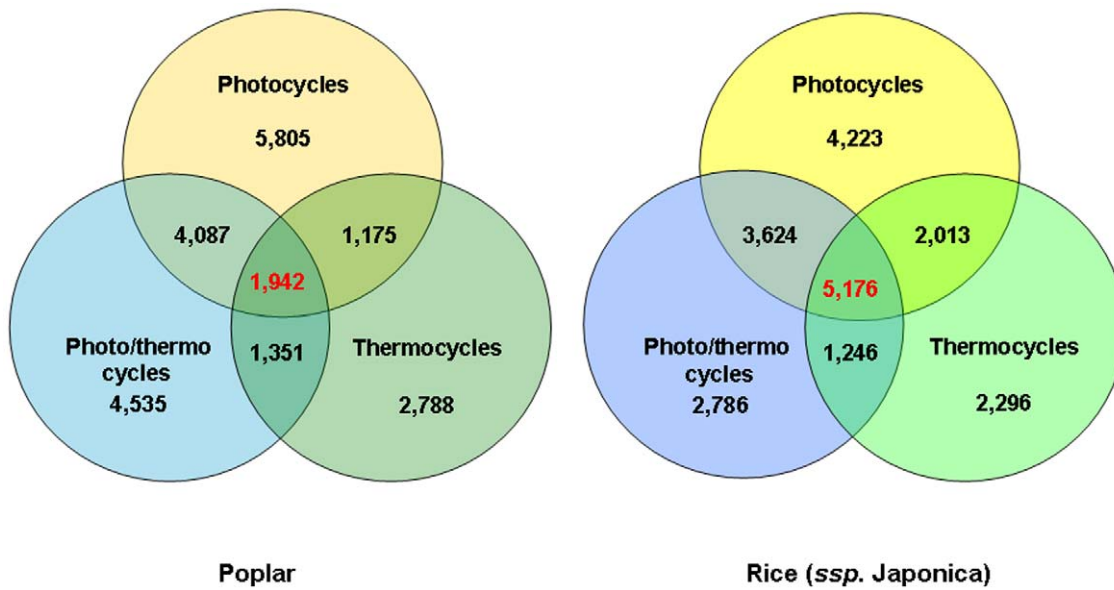 Photocycles
5,805
4,087
1,175
1,942
Photo/thermo
cycles
4,535
1,351
Thermocycles
2,788
Poplar
Photocycles
4,223
3,624
2,013
5,176
Photo/thermo
cycles
2,786
1,246
Thermocycles
2,296
Rice (ssp. Japonica)